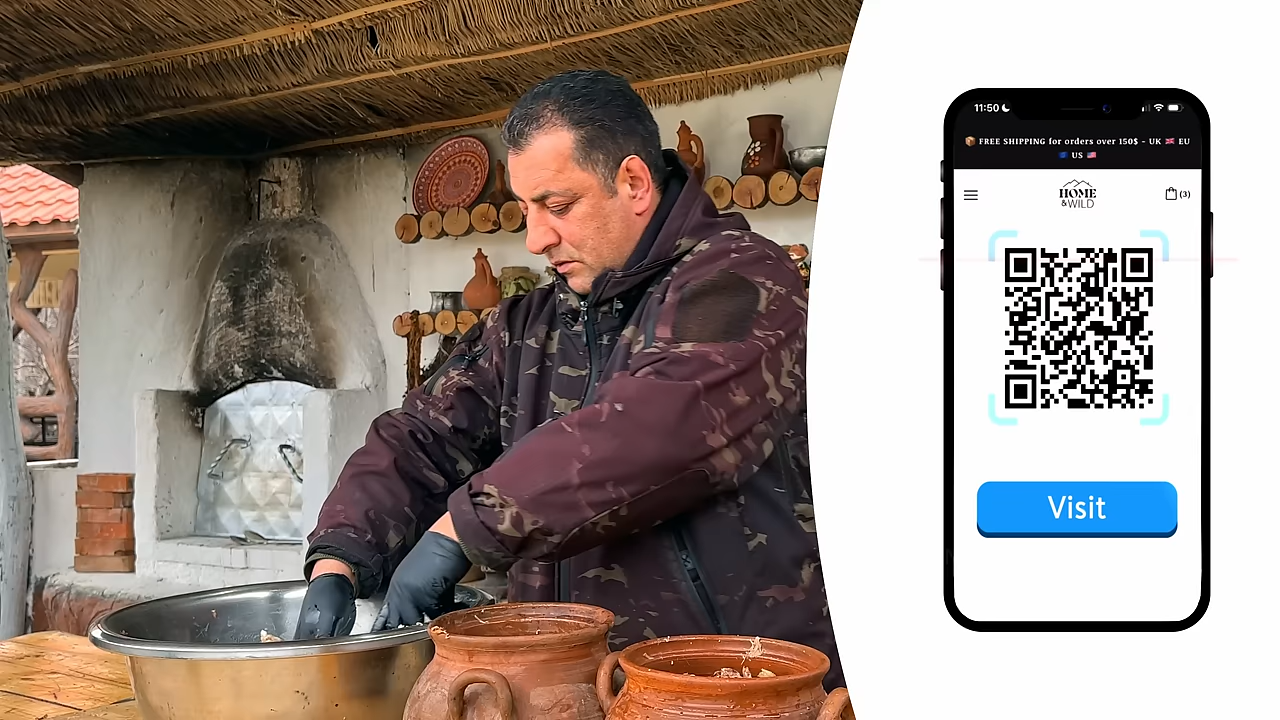 11:50
📦 FREE SHIPPING for orders over 150$ - UK 🇬🇧 EU
🇪🇺 US 🇺🇸
HOME
&WILD
(3)
Visit